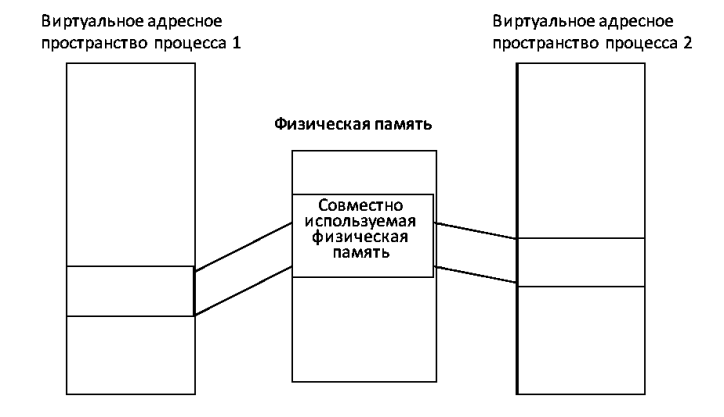 Виртуальное адресное
пространство процесса 1
Виртуальное адресное
пространство процесса 2
Физическая память
Совместно
используемая
физическая
память